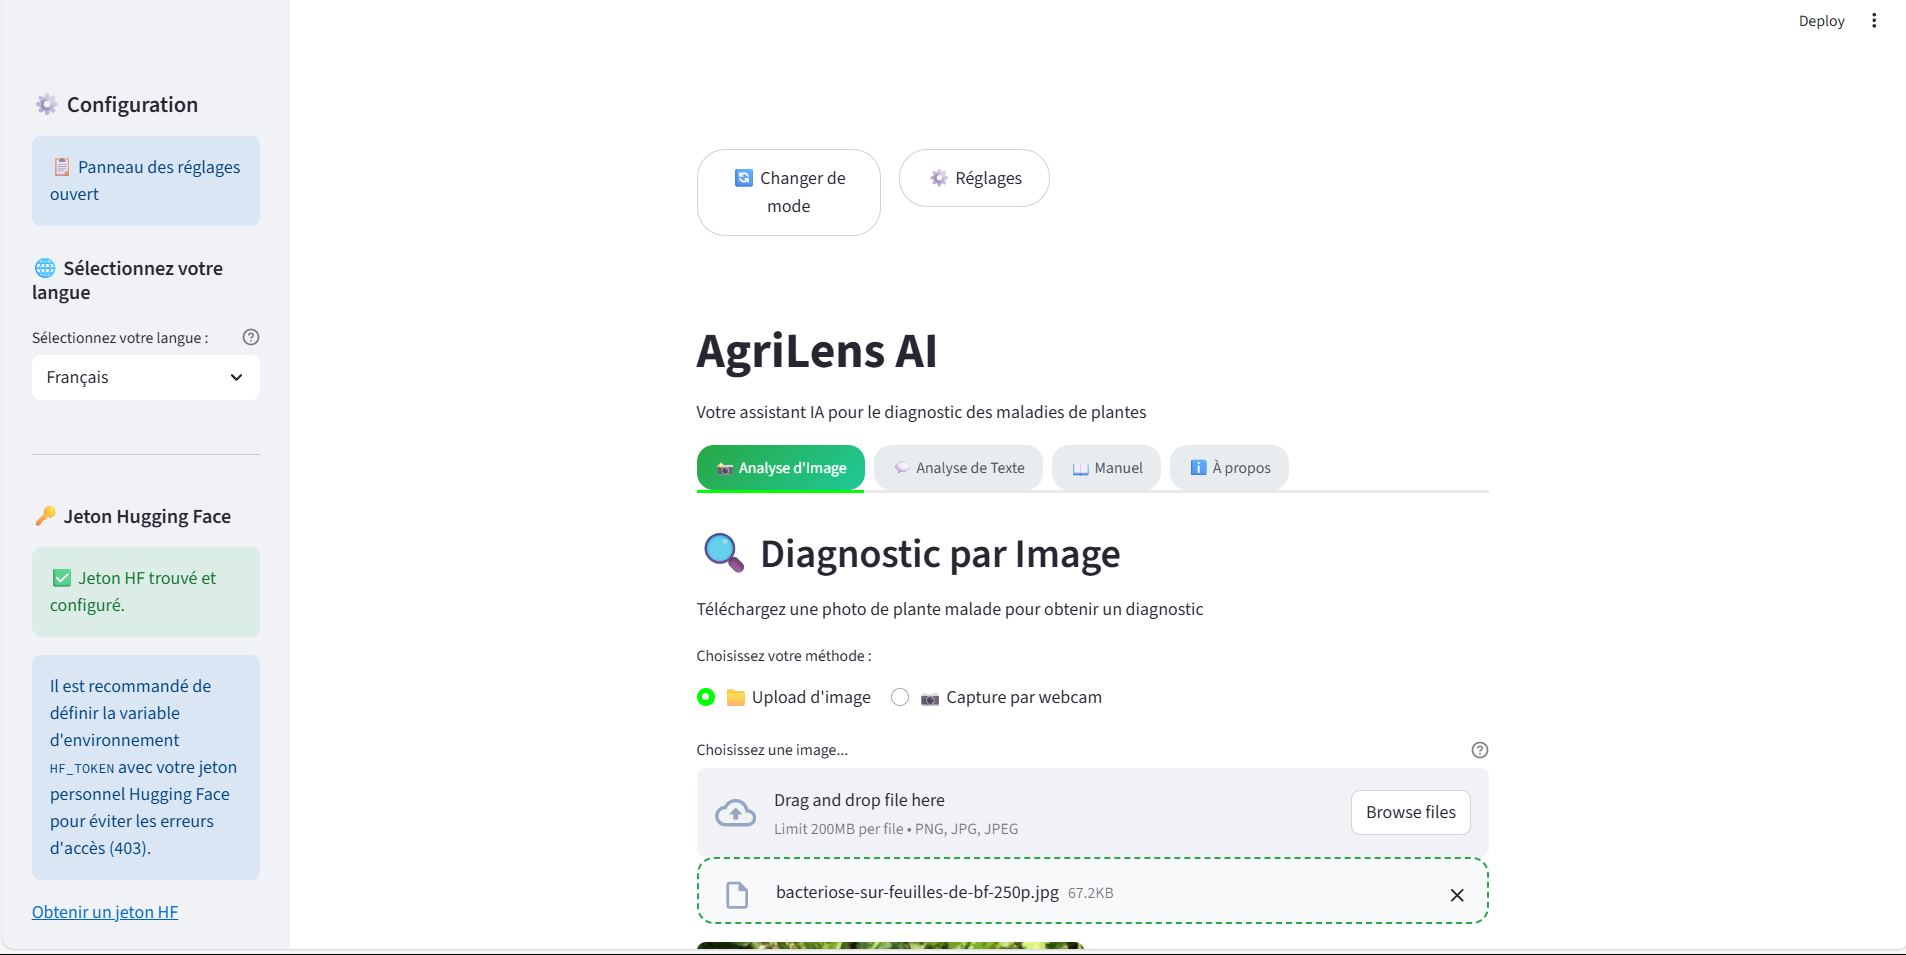 Deploy
Configuration
Panneau des réglages
ouvert
Sélectionnez votre
langue
Sélectionnez votre langue :
Français
Jeton Hugging Face
Jeton HF trouvé et
configuré.
Il est recommandé de
définir la variable
d'environnement
HF_TOKEN avec votre jeton
personnel Hugging Face
pour éviter les erreurs
d'accès (403).
Obtenir un jeton HF
Changer de
mode
Réglages
AgriLens AI
Votre assistant IA pour le diagnostic des maladies de plantes
Analyse d'Image
Analyse de Texte
Manuel
À propos
Diagnostic par Image
Téléchargez une photo de plante malade pour obtenir un diagnostic
Choisissez votre méthode :
Upload d'image
Capture par webcam
Choisissez une image...
Drag and drop file here
Limit 200MB per file • PNG, JPG, JPEG
Browse files
bacteriose-sur-feuilles-de-bf-250p.jpg 67.2KB